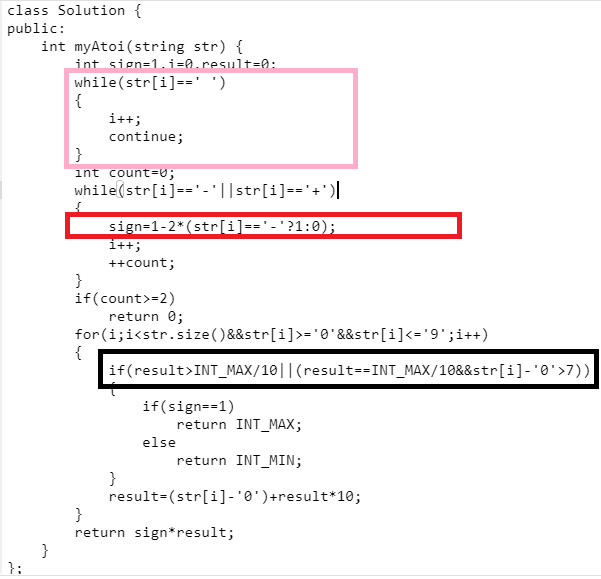 class Solution {
public:
    int myAtoi(string str) {
        int sign=1,i=0,result=0;
        while(str[i]==' ')
        {
            i++;
            continue;
        }
        int count=0;
        while(str[i]=='-'||str[i]=='+')
        {
            sign=1-2*(str[i]=='-'?1:0);
            i++;
            ++count;
        }
        if(count>=2)
            return 0;
        for(i;i<str.size()&&str[i]>='0'&&str[i]<='9';i++)
        {
            if(result>INT_MAX/10||(result==INT_MAX/10&&str[i]-'0'>7))
            {
                if(sign==1)
                    return INT_MAX;
                else
                    return INT_MIN;
            }
            result=(str[i]-'0')+result*10;
        }
        return sign*result;
    }
};